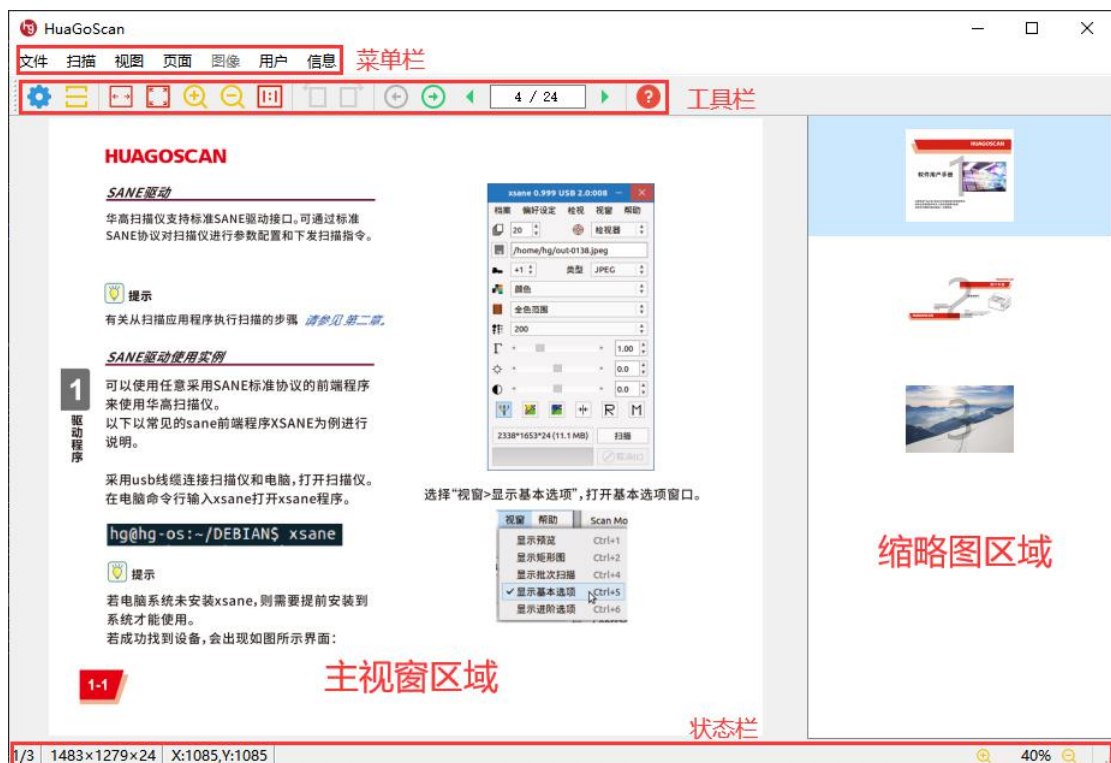 HuaGoScan
文件 扫描 视图 页面 图像 用户 信息 菜单栏
4 / 24 ? 工具栏
HUAGOSCAN
SANE驱动
华高扫描仪支持标准SANE驱动接口。可通过标准
SANE协议对扫描仪进行参数配置和下发扫描指令。
提示
有关从扫描应用程序执行扫描的步骤 请参见 第二章。
SANE驱动使用实例
1
驱动程序
可以使用任意采用SANE标准协议的前端程序
来使用华高扫描仪。
以下以常见的sane前端程序XSANE为例进行
说明。
采用usb线缆连接扫描仪和电脑，打开扫描仪。
在电脑命令行输入xsane打开xsane程序。
hg@hg-os:~/DEBIAN$ xsane
提示
若电脑系统未安装xsane，则需要提前安装到
系统才能使用。
若成功找到设备，会出现如图所示界面：
1-1
xsane 0.999 USB 2.0:008
档案 偏好设定 检视 视窗 帮助
20 检视器
/home/hg/out-0138.jpeg
+1 类型 JPEG
颜色
全色范围
200
1.00
0.0
0.0
R M
2338*1653*24 (11.1 MB) 扫描
选择“视窗>显示基本选项”，打开基本选项窗口。
视窗 帮助 Scan Mo
显示预览 Ctrl+1
显示矩形图 Ctrl+2
显示批次扫描 Ctrl+4
显示基本选项 Ctrl+5
显示进阶选项 Ctrl+6
主视窗区域
HUAGOSCAN
软件用户手册
1
2
3
缩略图区域
状态栏
1/3 1483×1279×24 X:1085,Y:1085 40%